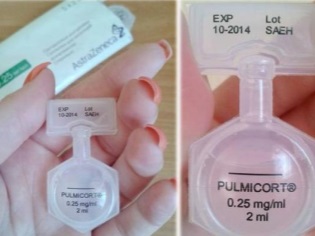 AstraZeneca
EXP Lot
10-2014 SAEH
PULMICORT®
0.25 mg/ml
2 ml
EXP Lot
10-2014 SAEH
PULMICORT®
0.25 mg/ml
2 ml